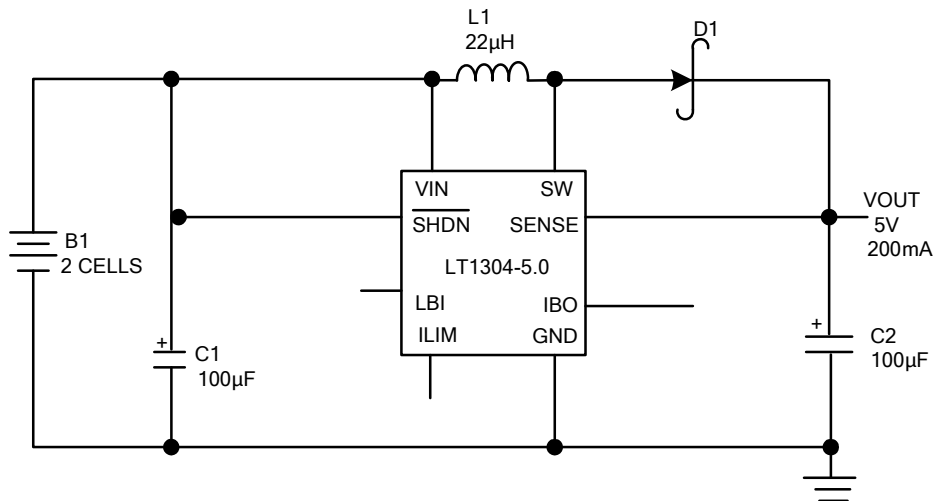 L1
22µH
D1
VIN
SW
SHDN
SENSE
VOUT
5V
200mA
B1
2 CELLS
LT1304-5.0
LBI
IBO
ILIM
GND
+
C1
100µF
+
C2
100µF